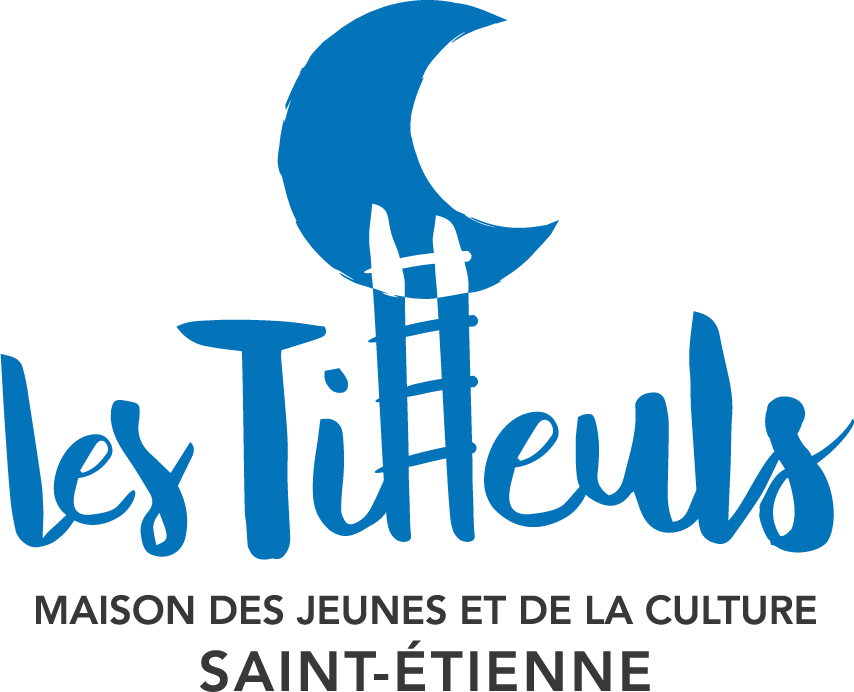 Les Tilleuls
MAISON DES JEUNES ET DE LA CULTURE
SAINT-ÉTIENNE